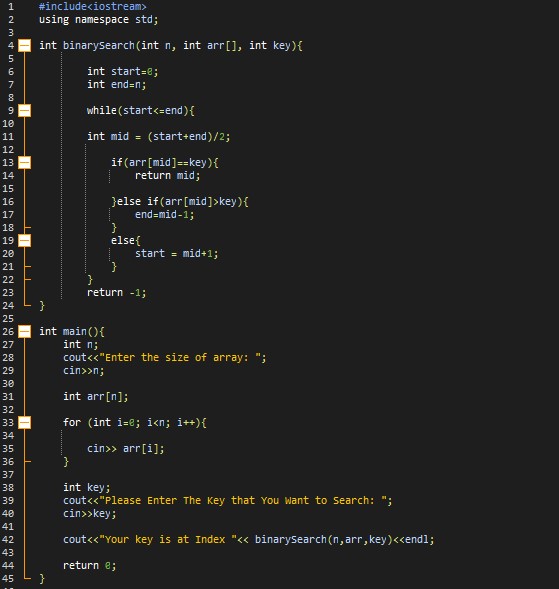 1 #include<iostream>
2 using namespace std;
3
4 int binarySearch(int n, int arr[], int key){
5
6 int start=0;
7 int end=n;
8
9 while(start<=end){
10
11 int mid = (start+end)/2;
12
13 if(arr[mid]==key){
14 return mid;
15
16 }else if(arr[mid]>key){
17 end=mid-1;
18 }
19 else{
20 start = mid+1;
21 }
22 }
23 return -1;
24 }
25
26 int main(){
27 int n;
28 cout<<"Enter the size of array: ";
29 cin>>n;
30
31 int arr[n];
32
33 for (int i=0; i<n; i++){
34
35 cin>> arr[i];
36 }
37
38 int key;
39 cout<<"Please Enter The Key that You Want to Search: ";
40 cin>>key;
41
42 cout<<"Your key is at Index "<< binarySearch(n,arr,key)<<endl;
43
44 return 0;
45 }